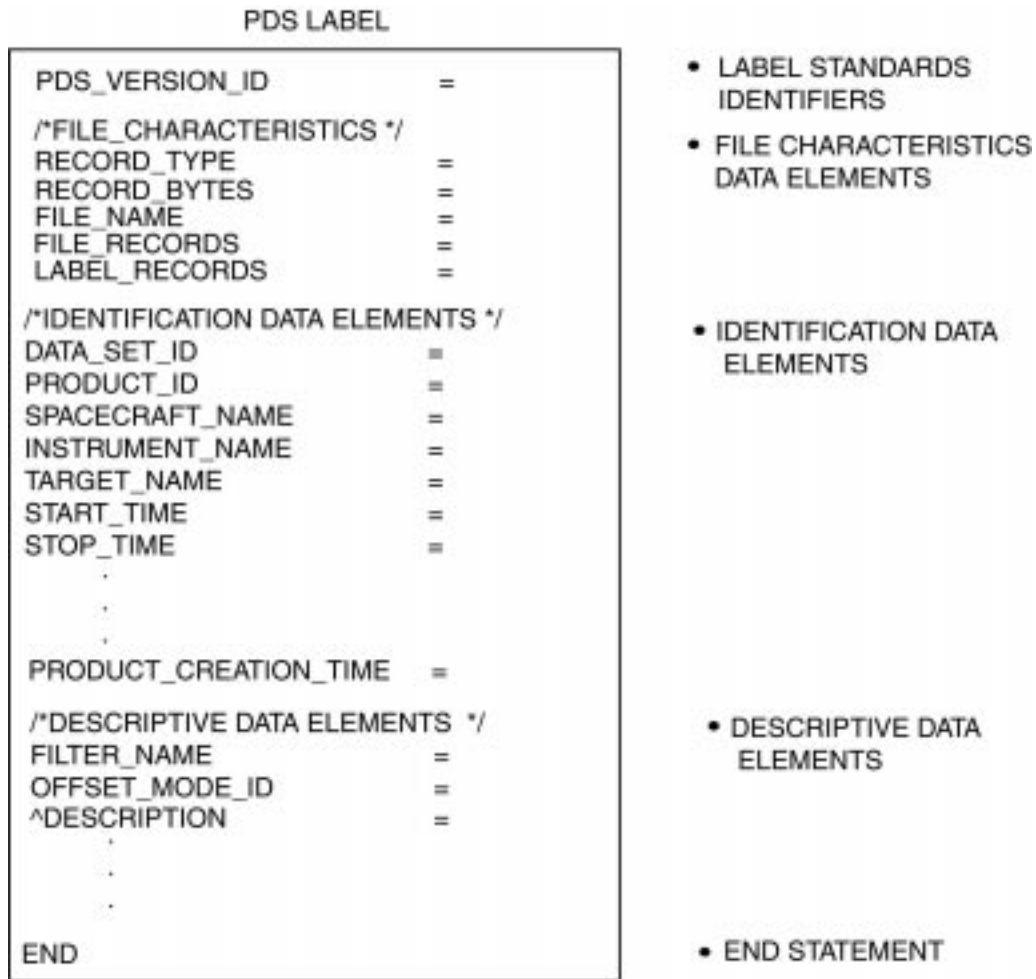 PDS LABEL
PDS_VERSION_ID =
/*FILE_CHARACTERISTICS */
RECORD_TYPE =
RECORD_BYTES =
FILE_NAME =
FILE_RECORDS =
LABEL_RECORDS =
/*IDENTIFICATION DATA ELEMENTS */
DATA_SET_ID =
PRODUCT_ID =
SPACECRAFT_NAME =
INSTRUMENT_NAME =
TARGET_NAME =
START_TIME =
STOP_TIME =
.
.
.
PRODUCT_CREATION_TIME =
/*DESCRIPTIVE DATA ELEMENTS */
FILTER_NAME =
OFFSET_MODE_ID =
^DESCRIPTION =
.
.
.
END
• LABEL STANDARDS
IDENTIFIERS
• FILE CHARACTERISTICS
DATA ELEMENTS
• IDENTIFICATION DATA
ELEMENTS
• DESCRIPTIVE DATA
ELEMENTS
• END STATEMENT